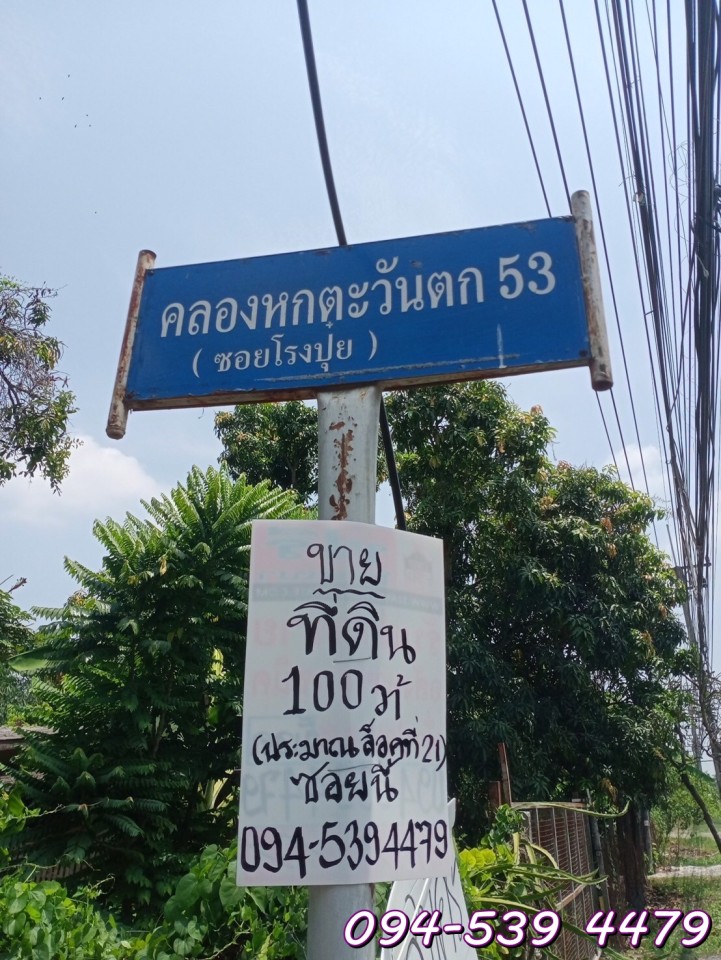 คลองหกตะวันตก 53
( ซอยโรงปุ๋ย )
ขาย
ที่ดิน
100 วา
(ประมาณล็อคที่ 21)
ซอยนี้
094-5394479
094-539 4479